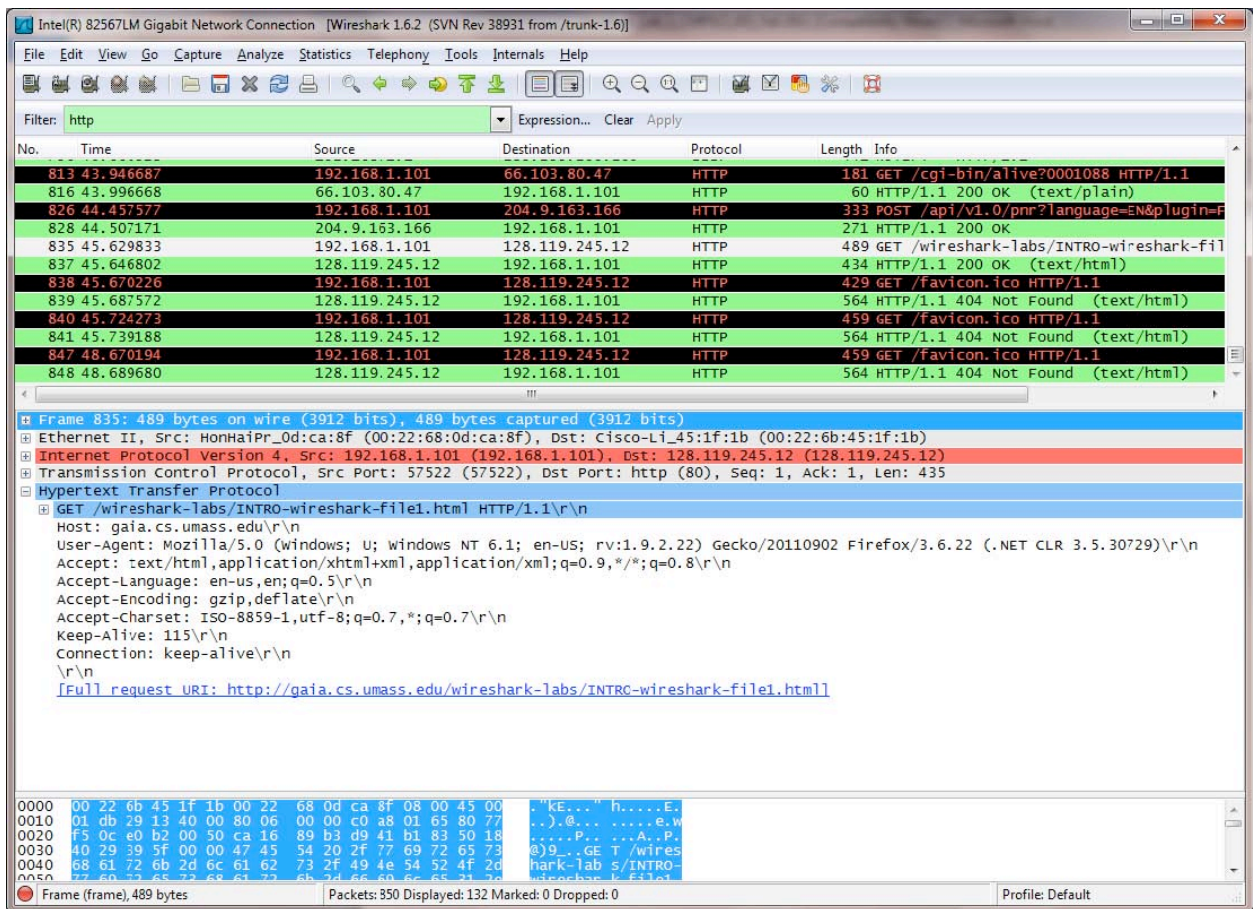 Intel(R) 82567LM Gigabit Network Connection [Wireshark 1.6.2 (SVN Rev 38931 from /trunk-1.6)]
File Edit View Go Capture Analyze Statistics Telephony Tools Internals Help
Filter: http Expression... Clear Apply
No. Time Source Destination Protocol Length Info
813 43.946687 192.168.1.101 66.103.80.47 HTTP 181 GET /cgi-bin/alive?0001088 HTTP/1.1
816 43.996668 66.103.80.47 192.168.1.101 HTTP 60 HTTP/1.1 200 OK (text/plain)
826 44.457577 192.168.1.101 204.9.163.166 HTTP 333 POST /api/v1.0/pnr?language=EN&plugin=F
828 44.507171 204.9.163.166 192.168.1.101 HTTP 271 HTTP/1.1 200 OK
835 45.629833 192.168.1.101 128.119.245.12 HTTP 489 GET /wireshark-labs/INTRO-wireshark-fil
837 45.646802 128.119.245.12 192.168.1.101 HTTP 434 HTTP/1.1 200 OK (text/html)
838 45.670226 192.168.1.101 128.119.245.12 HTTP 429 GET /favicon.ico HTTP/1.1
839 45.687572 128.119.245.12 192.168.1.101 HTTP 564 HTTP/1.1 404 Not Found (text/html)
840 45.724273 192.168.1.101 128.119.245.12 HTTP 459 GET /favicon.ico HTTP/1.1
841 45.739188 128.119.245.12 192.168.1.101 HTTP 564 HTTP/1.1 404 Not Found (text/html)
847 48.670194 192.168.1.101 128.119.245.12 HTTP 459 GET /favicon.ico HTTP/1.1
848 48.689680 128.119.245.12 192.168.1.101 HTTP 564 HTTP/1.1 404 Not Found (text/html)
Frame 835: 489 bytes on wire (3912 bits), 489 bytes captured (3912 bits)
Ethernet II, Src: HonHaiPr_0d:ca:8f (00:22:68:0d:ca:8f), Dst: Cisco-Li_45:1f:1b (00:22:6b:45:1f:1b)
Internet Protocol Version 4, Src: 192.168.1.101 (192.168.1.101), Dst: 128.119.245.12 (128.119.245.12)
Transmission Control Protocol, Src Port: 57522 (57522), Dst Port: http (80), Seq: 1, Ack: 1, Len: 435
Hypertext Transfer Protocol
GET /wireshark-labs/INTRO-wireshark-file1.html HTTP/1.1\r\n
Host: gaia.cs.umass.edu\r\n
User-Agent: Mozilla/5.0 (Windows; U; Windows NT 6.1; en-US; rv:1.9.2.22) Gecko/20110902 Firefox/3.6.22 (.NET CLR 3.5.30729)\r\n
Accept: text/html,application/xhtml+xml,application/xml;q=0.9,*/*;q=0.8\r\n
Accept-Language: en-us,en;q=0.5\r\n
Accept-Encoding: gzip,deflate\r\n
Accept-Charset: ISO-8859-1,utf-8;q=0.7,*;q=0.7\r\n
Keep-Alive: 115\r\n
Connection: keep-alive\r\n
\r\n
[Full request URI: http://gaia.cs.umass.edu/wireshark-labs/INTRO-wireshark-file1.html]
0000 00 22 6b 45 1f 1b 00 22 68 0d ca 8f 08 00 45 00 ."kE..." h.....E.
0010 01 db 29 13 40 00 80 06 00 00 c0 a8 01 65 80 77 ..).@... .....e.w
0020 f5 0c e0 b2 00 50 ca 16 89 b3 d9 41 b1 83 50 18 .....P.. ...A..P.
0030 40 29 39 5f 00 00 47 45 54 20 2f 77 69 72 65 73 @)9_..GE T /wires
0040 68 61 72 6b 2d 6c 61 62 73 2f 49 4e 54 52 4f 2d hark-lab s/INTRO-
0050 77 69 72 65 73 68 61 72 6b 2d 66 69 6c 65 31 2e wireshar k-file1.
Frame (frame), 489 bytes Packets: 850 Displayed: 132 Marked: 0 Dropped: 0 Profile: Default